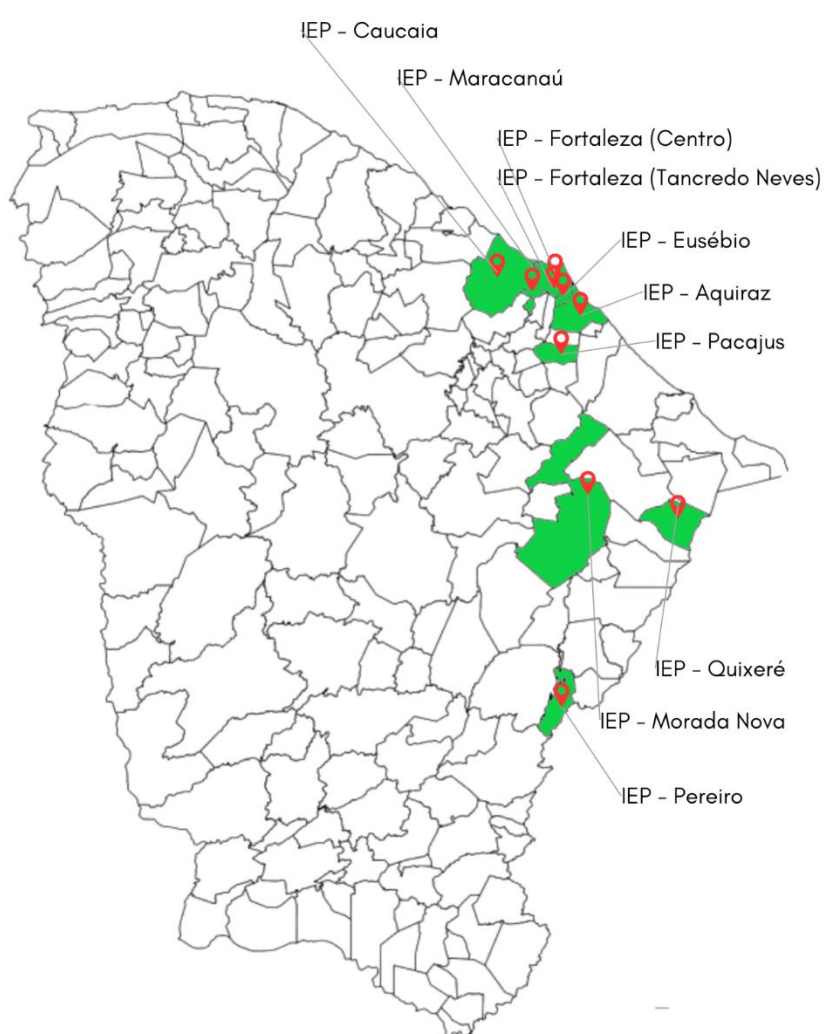 IEP - Caucaia
IEP - Maracanaú
IEP - Fortaleza (Centro)
IEP - Fortaleza (Tancredo Neves)
IEP - Eusébio
IEP - Aquiraz
IEP - Pacajus
IEP - Quixeré
IEP - Morada Nova
IEP - Pereiro